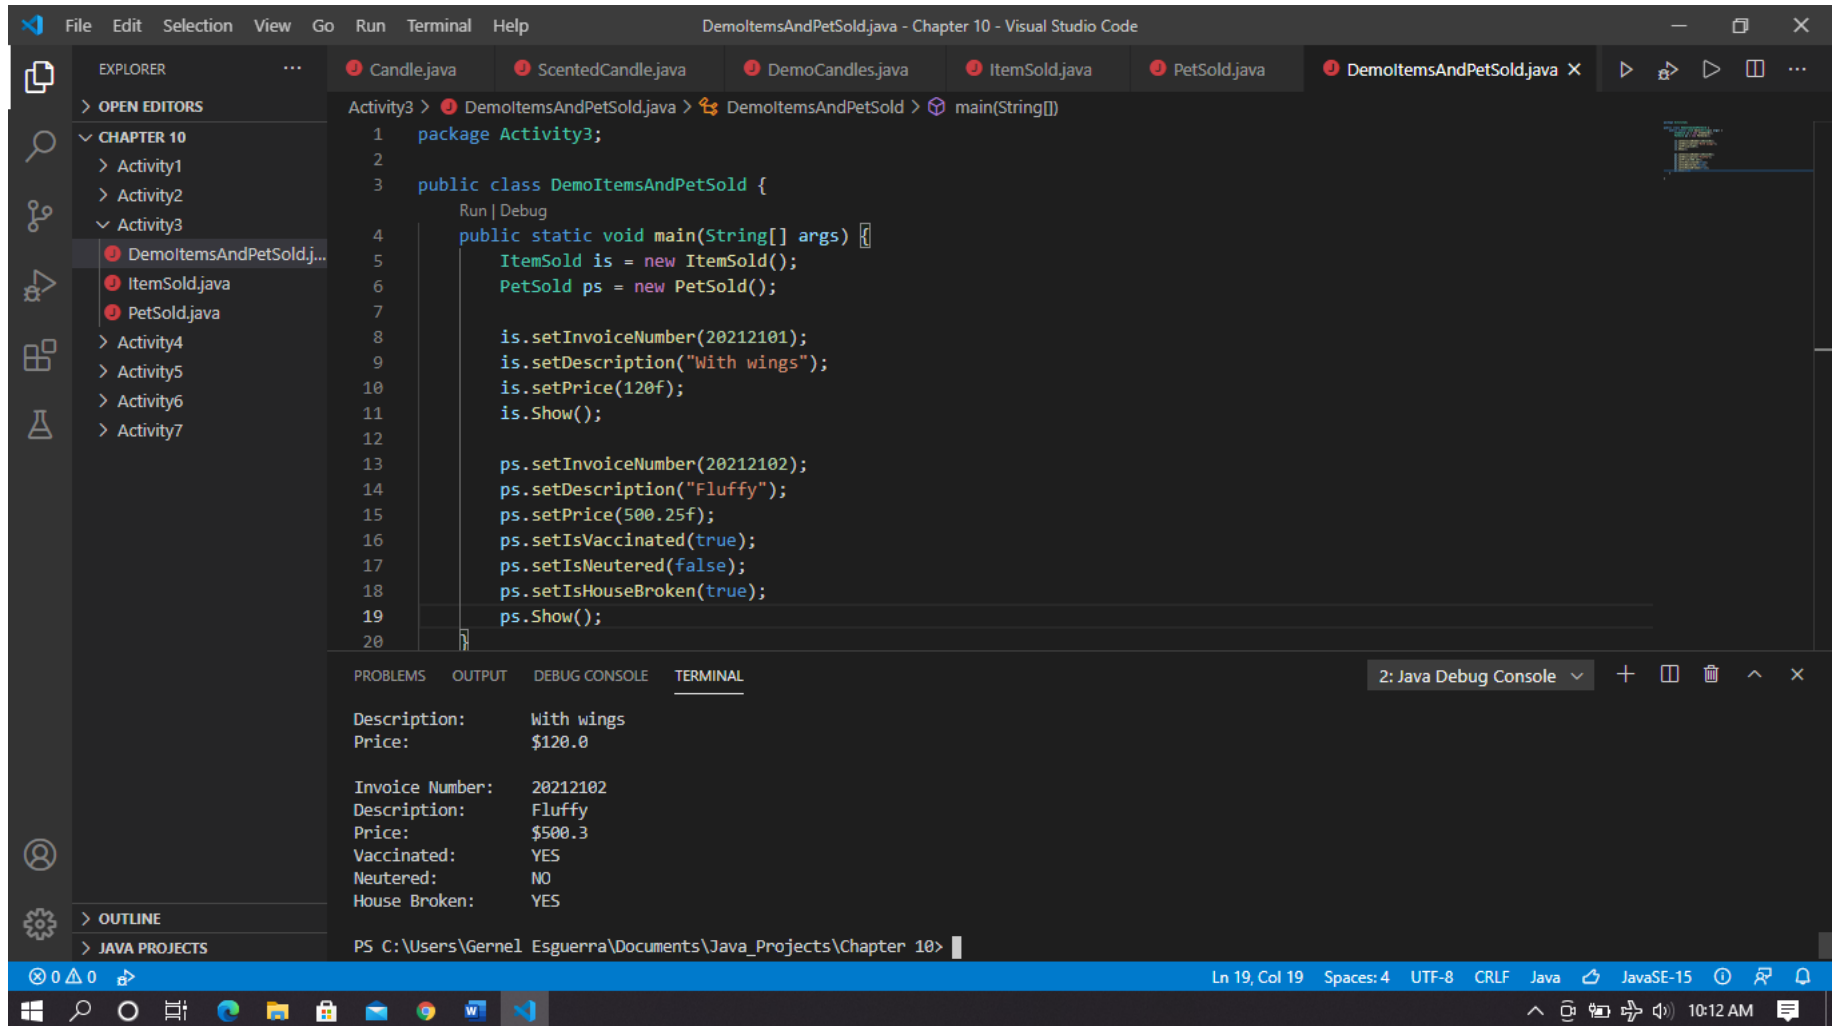 File Edit Selection View Go Run Terminal Help DemoItemsAndPetSold.java - Chapter 10 - Visual Studio Code
EXPLORER ...
Candle.java ScentedCandle.java DemoCandles.java ItemSold.java PetSold.java DemoItemsAndPetSold.java
OPEN EDITORS
CHAPTER 10
Activity1
Activity2
Activity3
DemoItemsAndPetSold.j...
ItemSold.java
PetSold.java
Activity4
Activity5
Activity6
Activity7
OUTLINE
JAVA PROJECTS
Activity3 > DemoItemsAndPetSold.java > DemoItemsAndPetSold > main(String[])
1 package Activity3;
2
3 public class DemoItemsAndPetSold {
Run | Debug
4 public static void main(String[] args) {
5 ItemSold is = new ItemSold();
6 PetSold ps = new PetSold();
7
8 is.setInvoiceNumber(20212101);
9 is.setDescription("With wings");
10 is.setPrice(120f);
11 is.Show();
12
13 ps.setInvoiceNumber(20212102);
14 ps.setDescription("Fluffy");
15 ps.setPrice(500.25f);
16 ps.setIsVaccinated(true);
17 ps.setIsNeutered(false);
18 ps.setIsHouseBroken(true);
19 ps.Show();
20 }
PROBLEMS OUTPUT DEBUG CONSOLE TERMINAL 2: Java Debug Console
Description: With wings
Price: $120.0
Invoice Number: 20212102
Description: Fluffy
Price: $500.3
Vaccinated: YES
Neutered: NO
House Broken: YES
PS C:\Users\Gernel Esguerra\Documents\Java_Projects\Chapter 10>
0 0 Ln 19, Col 19 Spaces: 4 UTF-8 CRLF Java JavaSE-15
10:12 AM